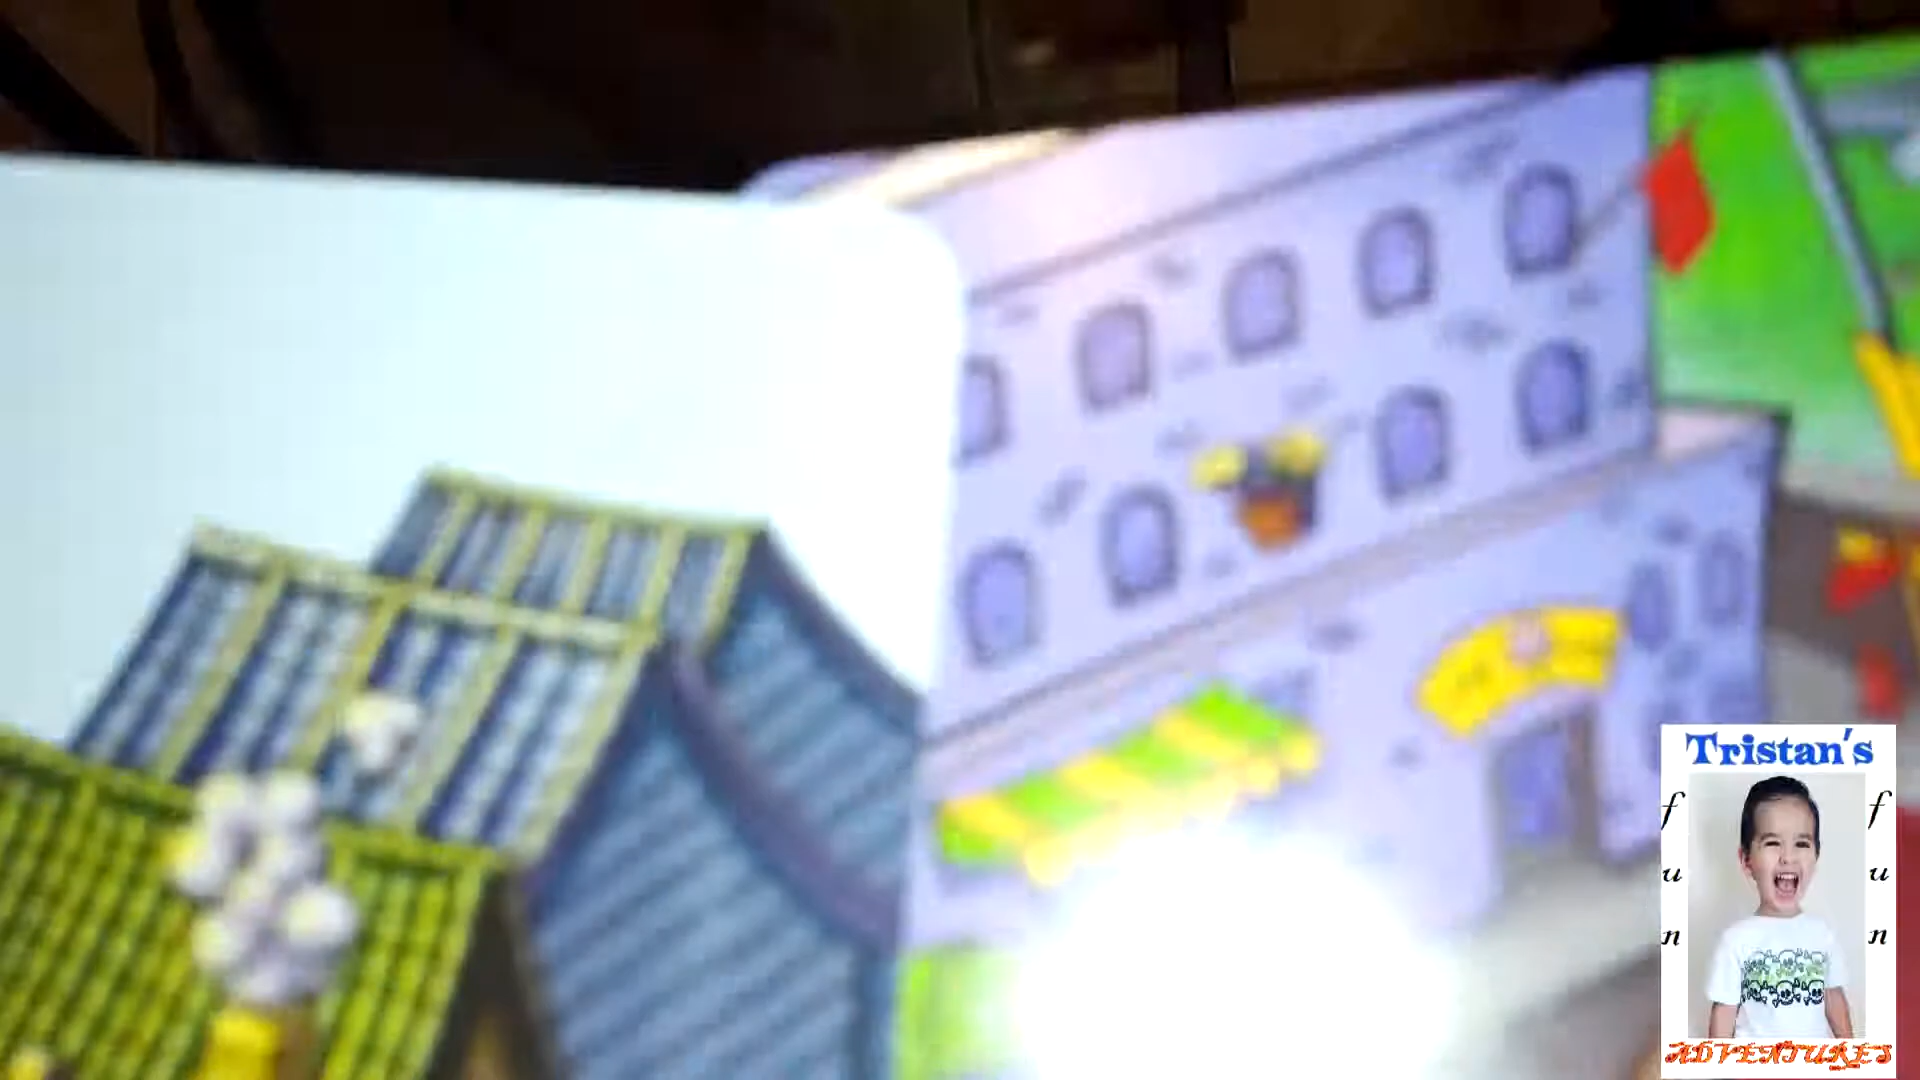 Tristan's
f f
u u
n n
ADVENTURES